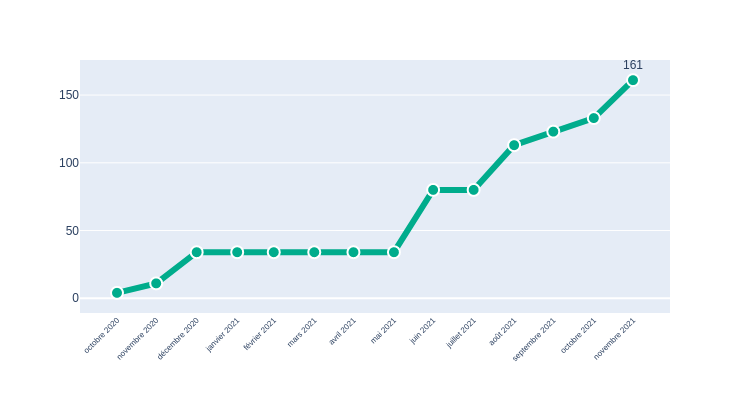 161
150
100
50
0
octobre 2020
novembre 2020
décembre 2020
janvier 2021
février 2021
mars 2021
avril 2021
mai 2021
juin 2021
juillet 2021
août 2021
septembre 2021
octobre 2021
novembre 2021